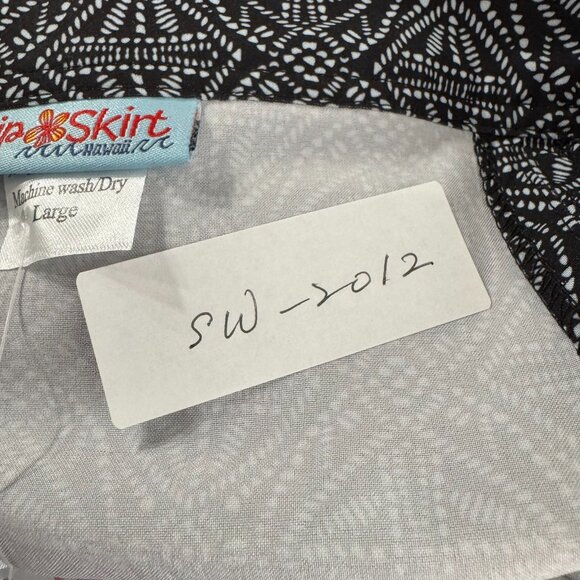 Skirt
Hawaii
Machine wash/Dry
Large
SW-2012